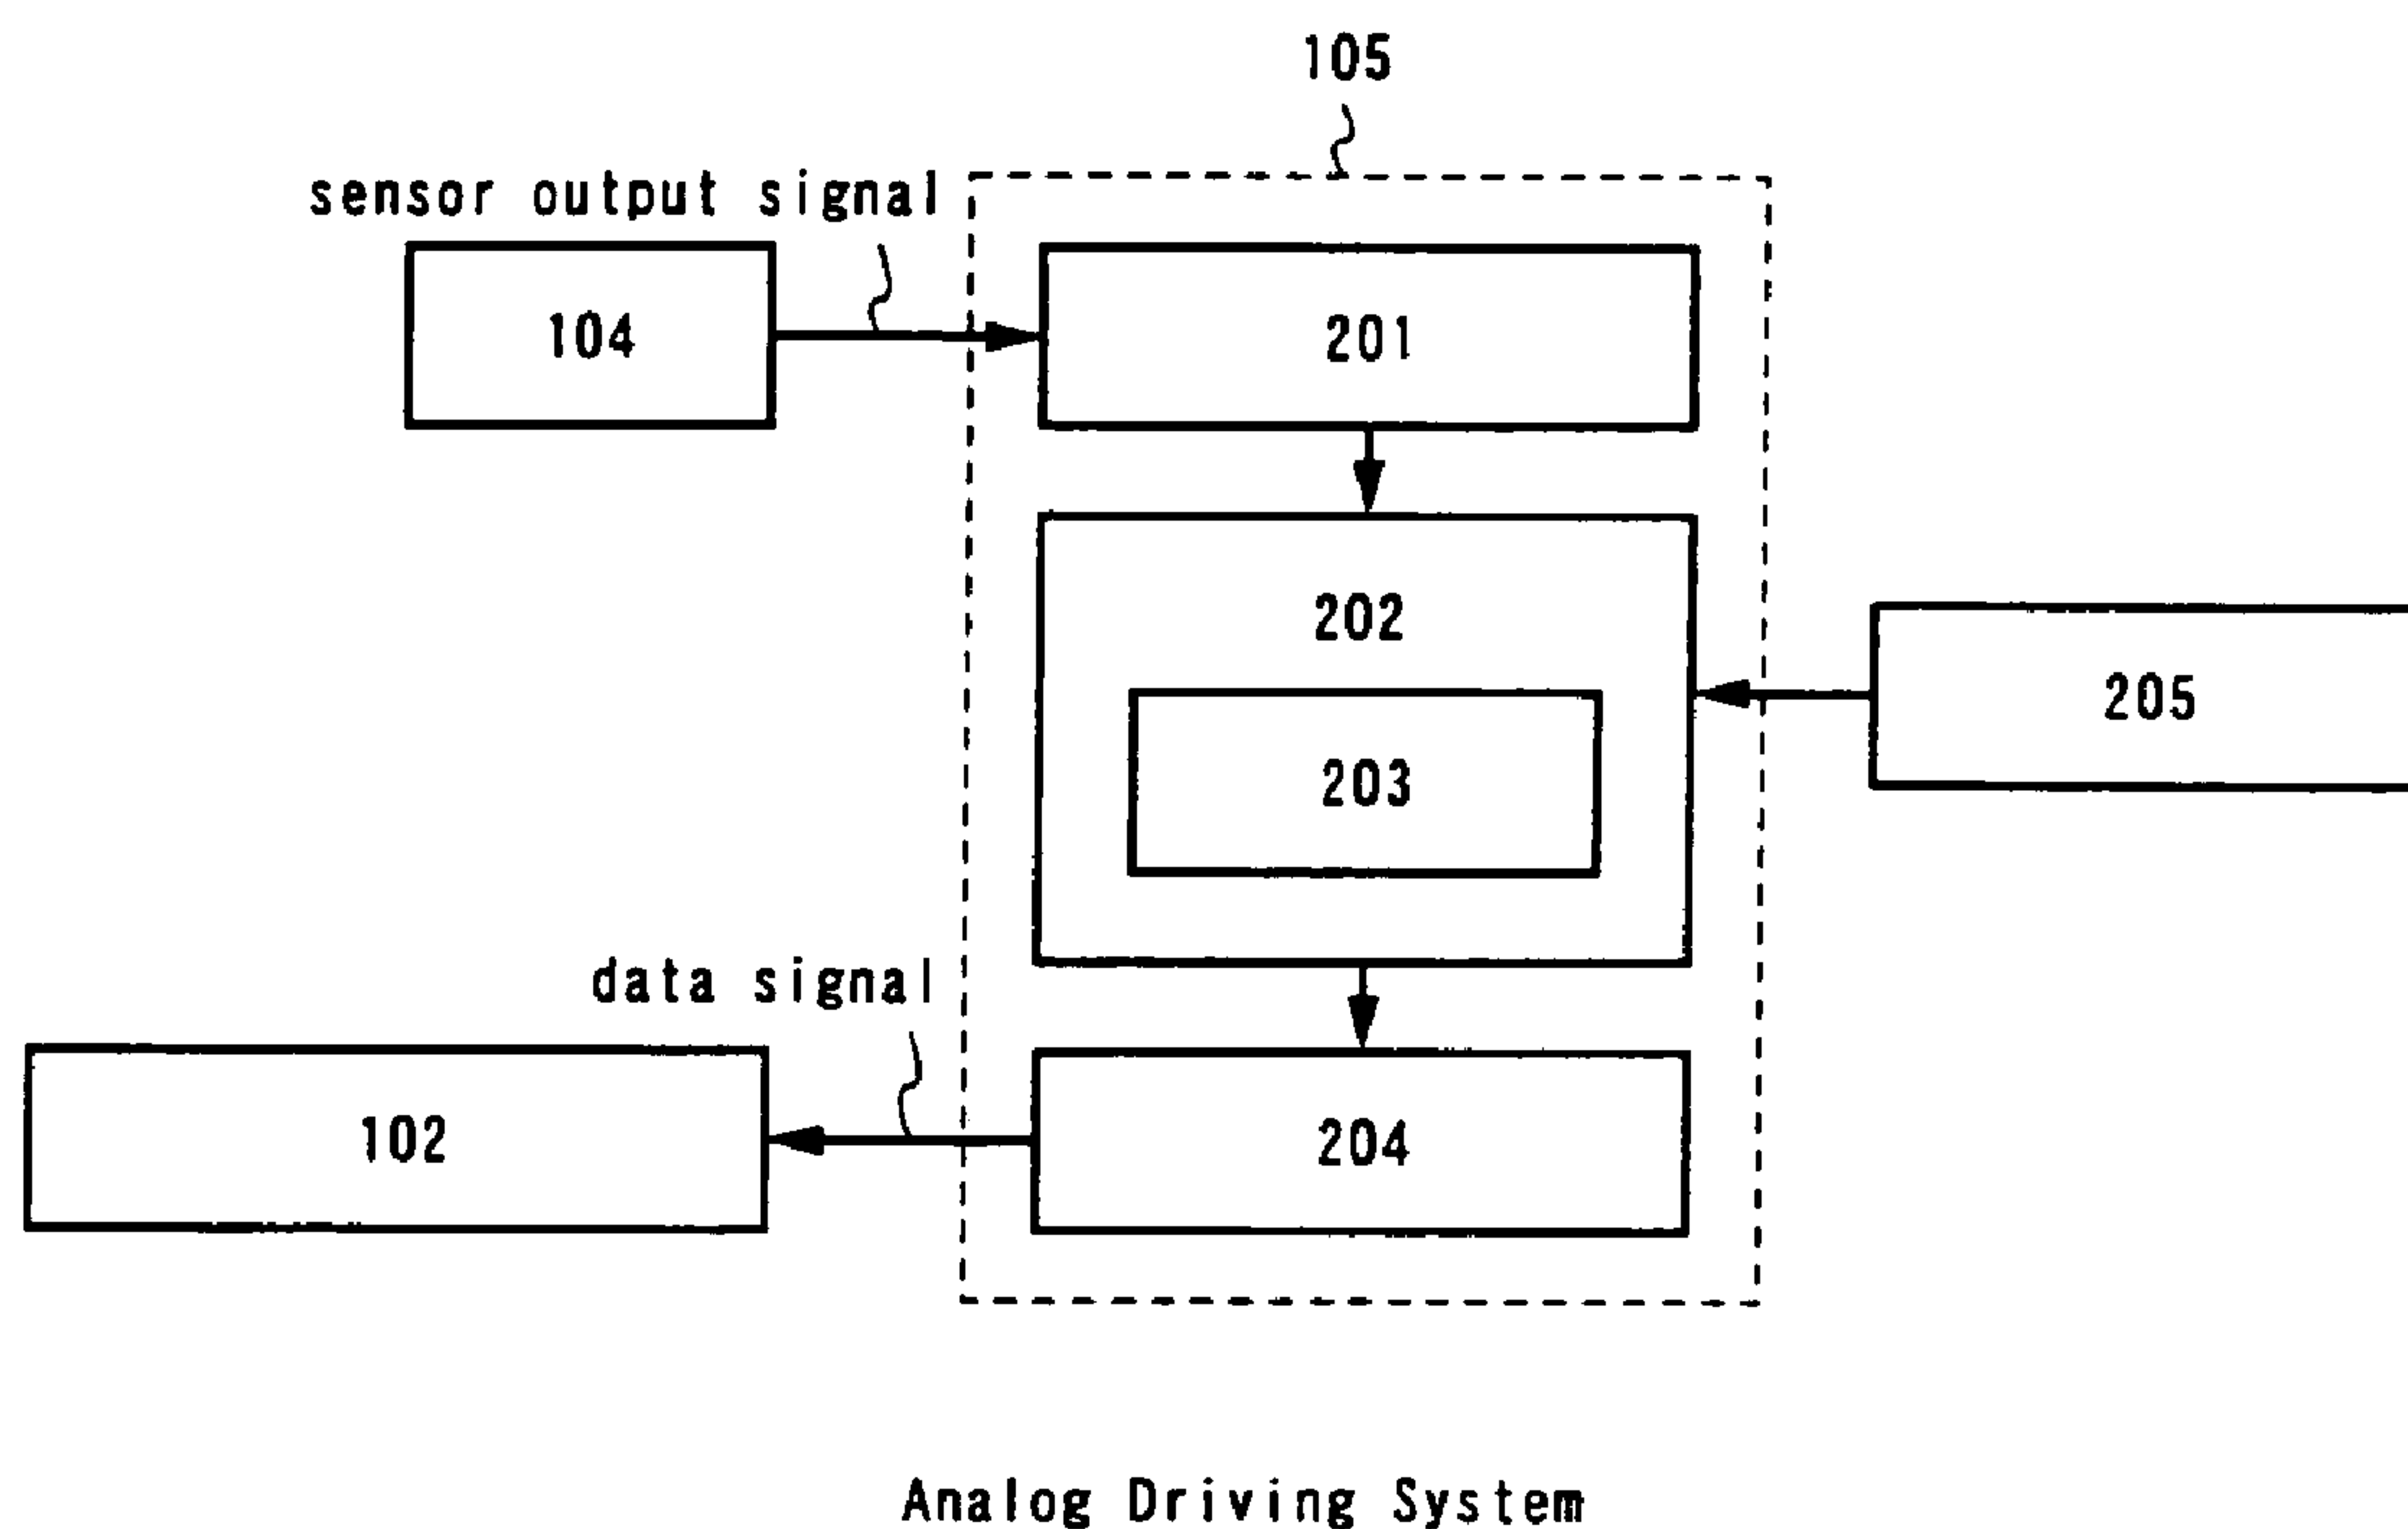 105
sensor output signal
104
201
202
205
203
data signal
102
204
Analog Driving System